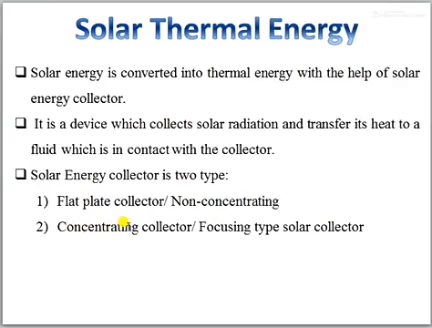 Solar Thermal Energy
Solar energy is converted into thermal energy with the help of solar
energy collector.
It is a device which collects solar radiation and transfer its heat to a
fluid which is in contact with the collector.
Solar Energy collector is two type:
1) Flat plate collector/ Non-concentrating
2) Concentrating collector/ Focusing type solar collector